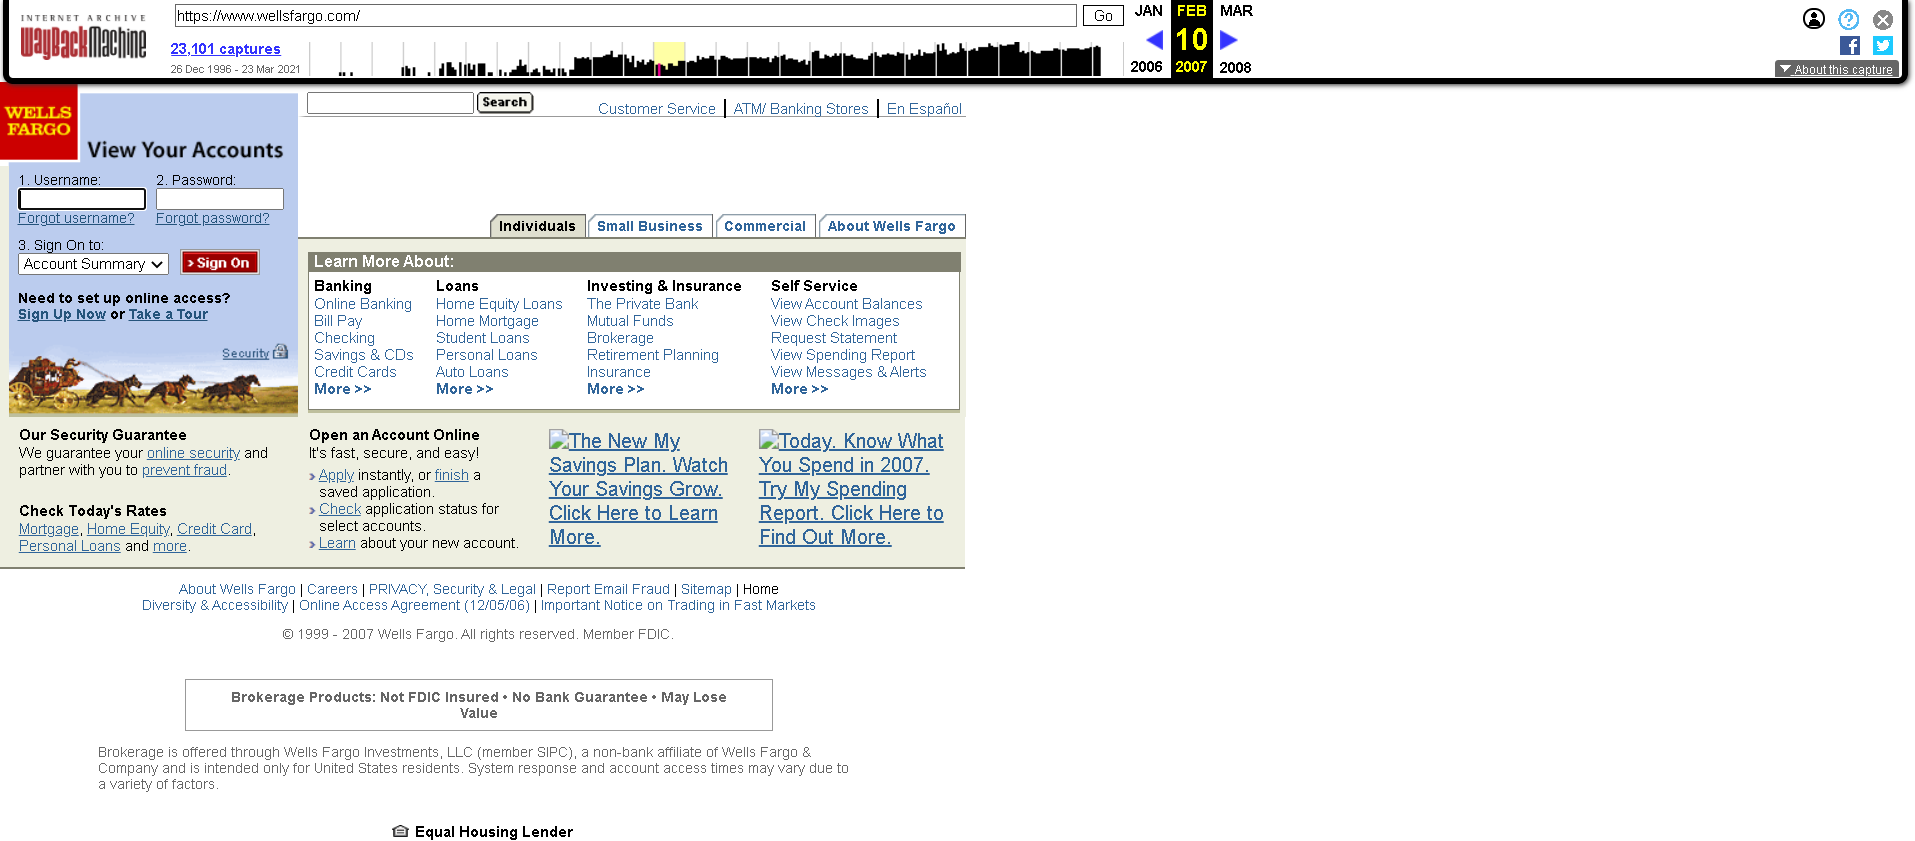 INTERNET ARCHIVE
WayBackMachine
https://www.wellsfargo.com/
Go
JAN
FEB
MAR
23,101 captures
10
26 Dec 1996 - 23 Mar 2021
2006
2007
2008
About this capture
WELLS
FARGO
View Your Accounts
Search
Customer Service
ATM/ Banking Stores
En Español
1. Username:
2. Password:
Forgot username?
Forgot password?
3. Sign On to:
Account Summary
Sign On
Need to set up online access?
Sign Up Now or Take a Tour
Security
Individuals
Small Business
Commercial
About Wells Fargo
Learn More About:
Banking
Online Banking
Bill Pay
Checking
Savings & CDs
Credit Cards
More >>
Loans
Home Equity Loans
Home Mortgage
Student Loans
Personal Loans
Auto Loans
More >>
Investing & Insurance
The Private Bank
Mutual Funds
Brokerage
Retirement Planning
Insurance
More >>
Self Service
View Account Balances
View Check Images
Request Statement
View Spending Report
View Messages & Alerts
More >>
Our Security Guarantee
We guarantee your online security and
partner with you to prevent fraud.
Check Today's Rates
Mortgage, Home Equity, Credit Card,
Personal Loans and more.
Open an Account Online
It's fast, secure, and easy!
Apply instantly, or finish a
saved application.
Check application status for
select accounts.
Learn about your new account.
The New My
Savings Plan. Watch
Your Savings Grow.
Click Here to Learn
More.
Today. Know What
You Spend in 2007.
Try My Spending
Report. Click Here to
Find Out More.
About Wells Fargo | Careers | PRIVACY, Security & Legal | Report Email Fraud | Sitemap | Home
Diversity & Accessibility | Online Access Agreement (12/05/06) | Important Notice on Trading in Fast Markets
© 1999 - 2007 Wells Fargo. All rights reserved. Member FDIC.
Brokerage Products: Not FDIC Insured • No Bank Guarantee • May Lose
Value
Brokerage is offered through Wells Fargo Investments, LLC (member SIPC), a non-bank affiliate of Wells Fargo &
Company and is intended only for United States residents. System response and account access times may vary due to
a variety of factors.
Equal Housing Lender